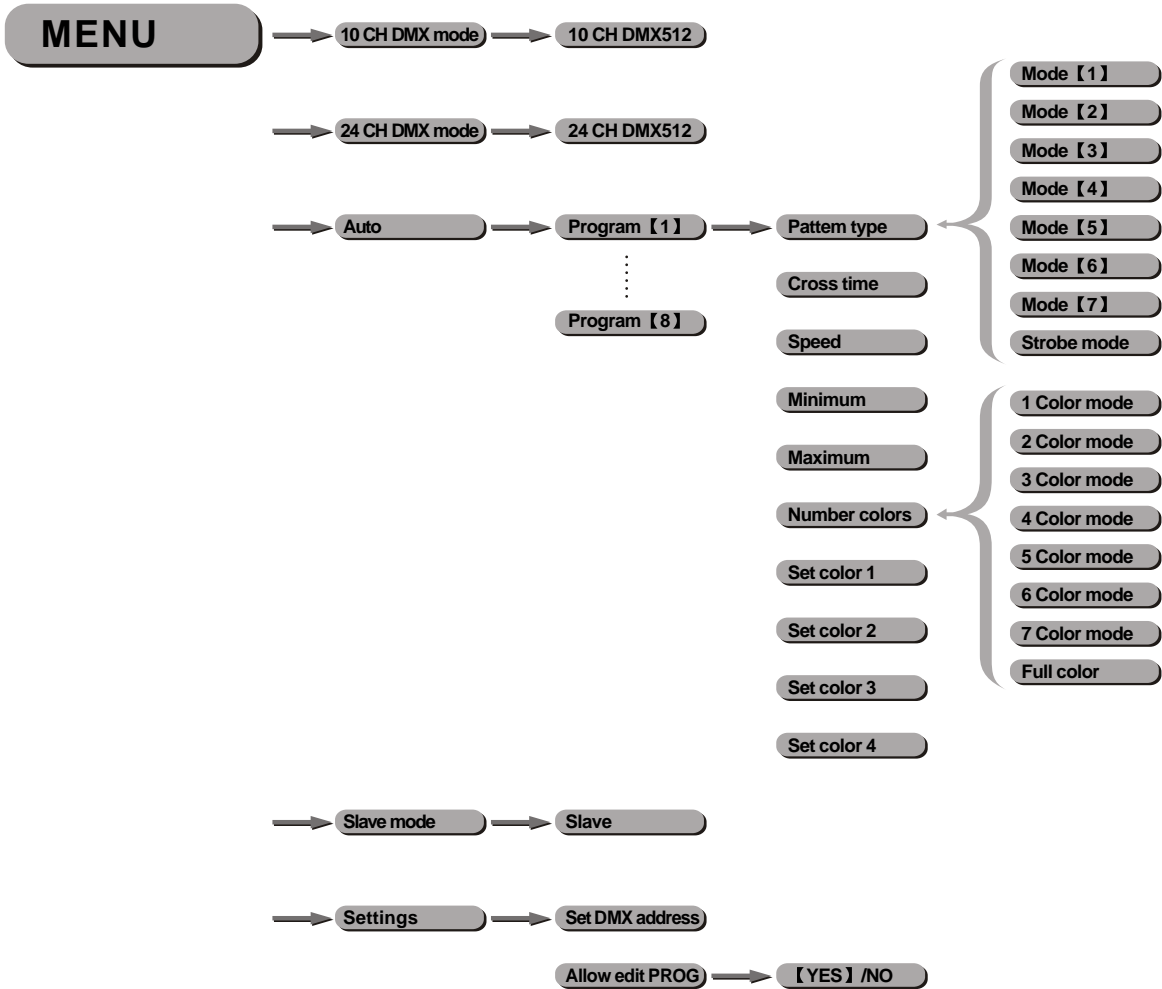 MENU
10 CH DMX mode
10 CH DMX512
24 CH DMX mode
24 CH DMX512
Auto
Program【1】
Program【8】
Pattem type
Cross time
Speed
Minimum
Maximum
Number colors
Set color 1
Set color 2
Set color 3
Set color 4
Mode【1】
Mode【2】
Mode【3】
Mode【4】
Mode【5】
Mode【6】
Mode【7】
Strobe mode
1 Color mode
2 Color mode
3 Color mode
4 Color mode
5 Color mode
6 Color mode
7 Color mode
Full color
Slave mode
Slave
Settings
Set DMX address
Allow edit PROG
【YES】/NO